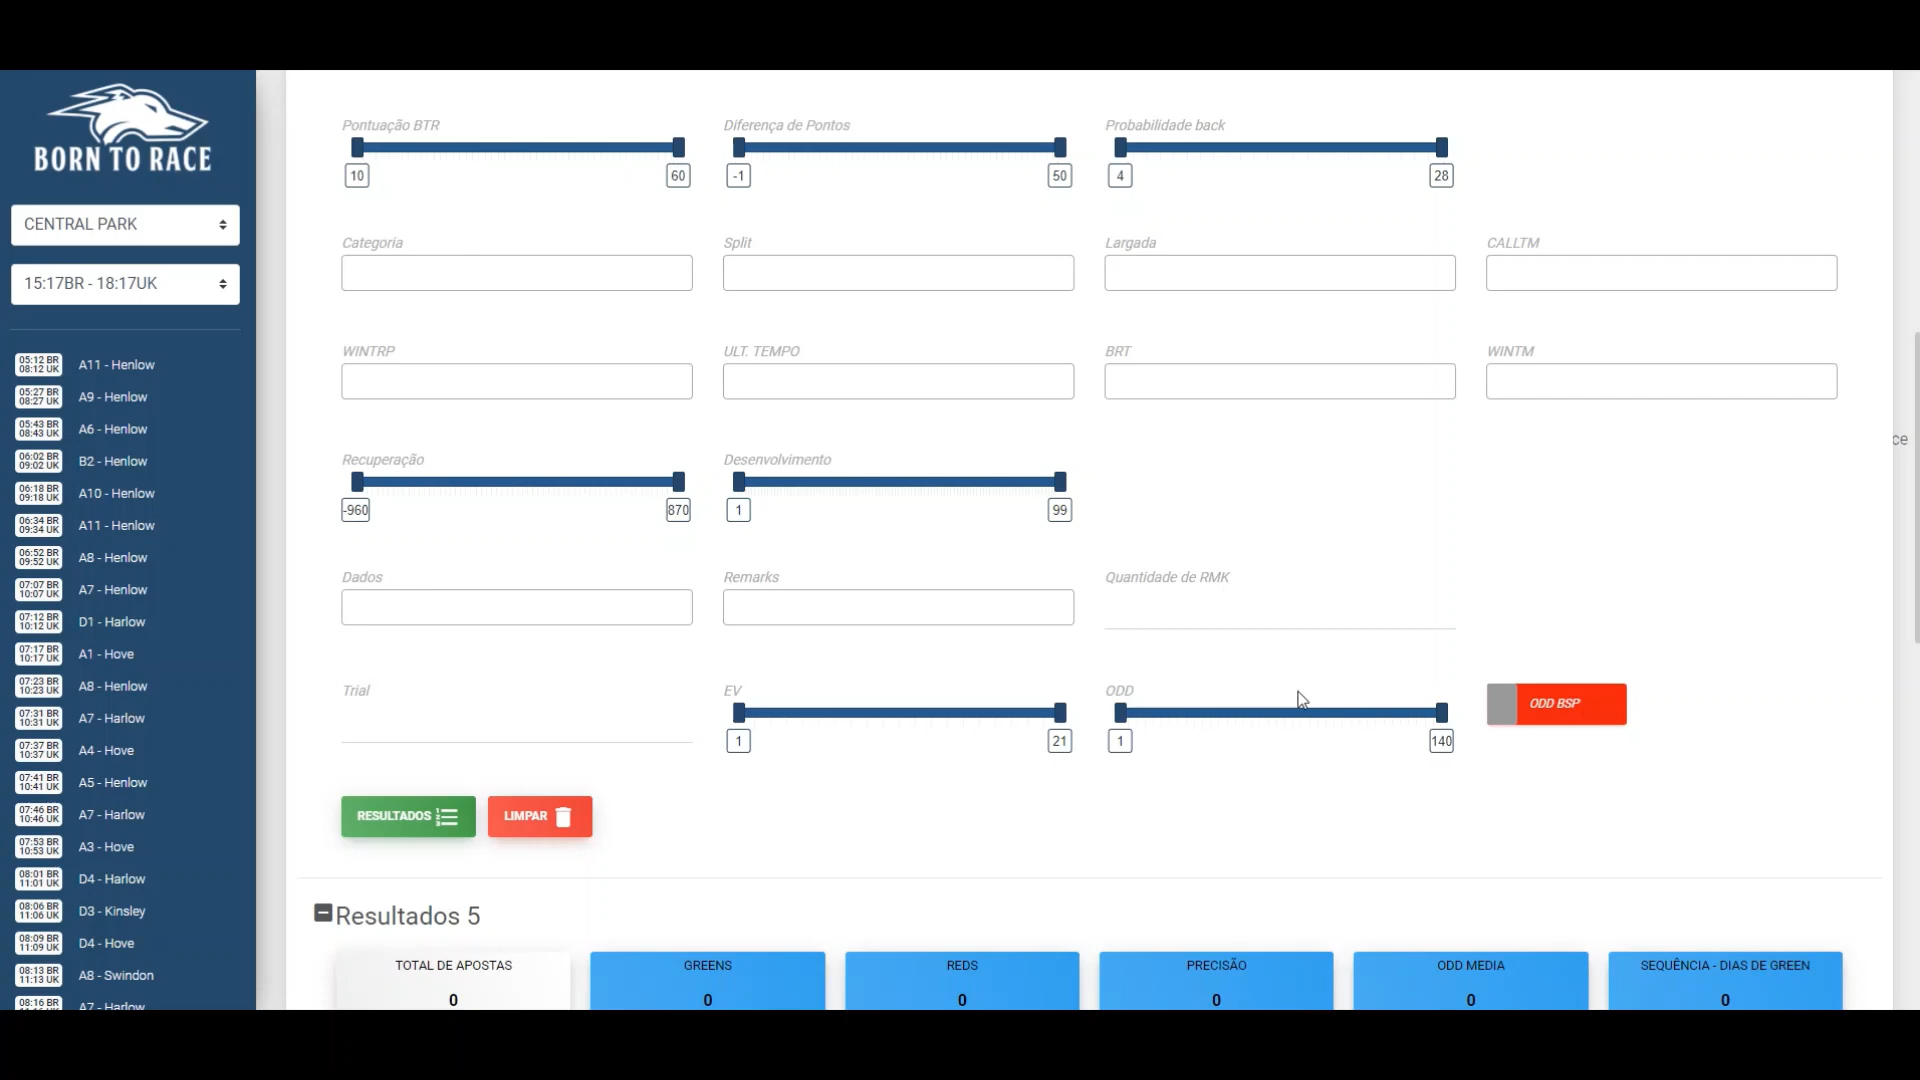 BORN TO RACE
CENTRAL PARK
15:17BR - 18:17UK
05:12 BR
08:12 UK
A11 - Henlow
05:27 BR
08:27 UK
A9 - Henlow
05:43 BR
08:43 UK
A6 - Henlow
06:02 BR
09:02 UK
B2 - Henlow
06:18 BR
09:18 UK
A10 - Henlow
06:34 BR
09:34 UK
A11 - Henlow
06:52 BR
09:52 UK
A8 - Henlow
07:07 BR
10:07 UK
A7 - Henlow
07:12 BR
10:12 UK
D1 - Harlow
07:17 BR
10:17 UK
A1 - Hove
07:23 BR
10:23 UK
A8 - Henlow
07:31 BR
10:31 UK
A7 - Harlow
07:37 BR
10:37 UK
A4 - Hove
07:41 BR
10:41 UK
A5 - Henlow
07:46 BR
10:46 UK
A7 - Harlow
07:53 BR
10:53 UK
A3 - Hove
08:01 BR
11:01 UK
D4 - Harlow
08:06 BR
11:06 UK
D3 - Kinsley
08:09 BR
11:09 UK
D4 - Hove
08:13 BR
11:13 UK
A8 - Swindon
08:16 BR
A7 - Harlow
Pontuação BTR
10 60
Diferença de Pontos
-1 50
Probabilidade back
4 28
Categoria
Split
Largada
CALLTM
WINTRP
ULT. TEMPO
BRT
WINTM
Recuperação
-960 870
Desenvolvimento
1 99
Dados
Remarks
Quantidade de RMK
Trial
EV
1 21
ODD
1 140
ODD BSP
RESULTADOS
LIMPAR
Resultados 5
TOTAL DE APOSTAS
0
GREENS
0
REDS
0
PRECISÃO
0
ODD MEDIA
0
SEQUÊNCIA - DIAS DE GREEN
0
ce